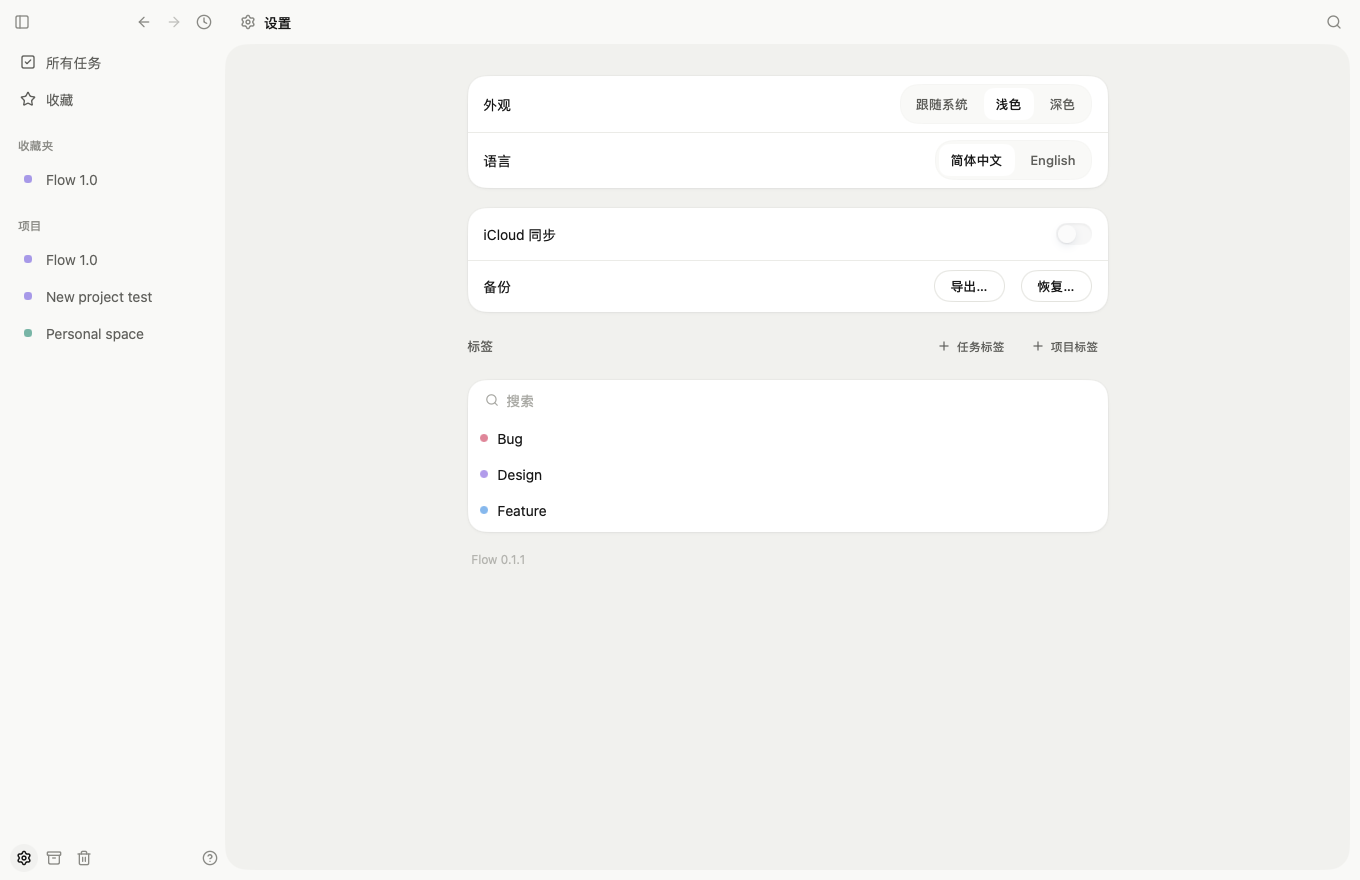 设置
所有任务
收藏
收藏夹
Flow 1.0
项目
Flow 1.0
New project test
Personal space
外观 跟随系统 浅色 深色
语言 简体中文 English
iCloud 同步
备份 导出... 恢复...
标签 任务标签 项目标签
搜索
Bug
Design
Feature
Flow 0.1.1